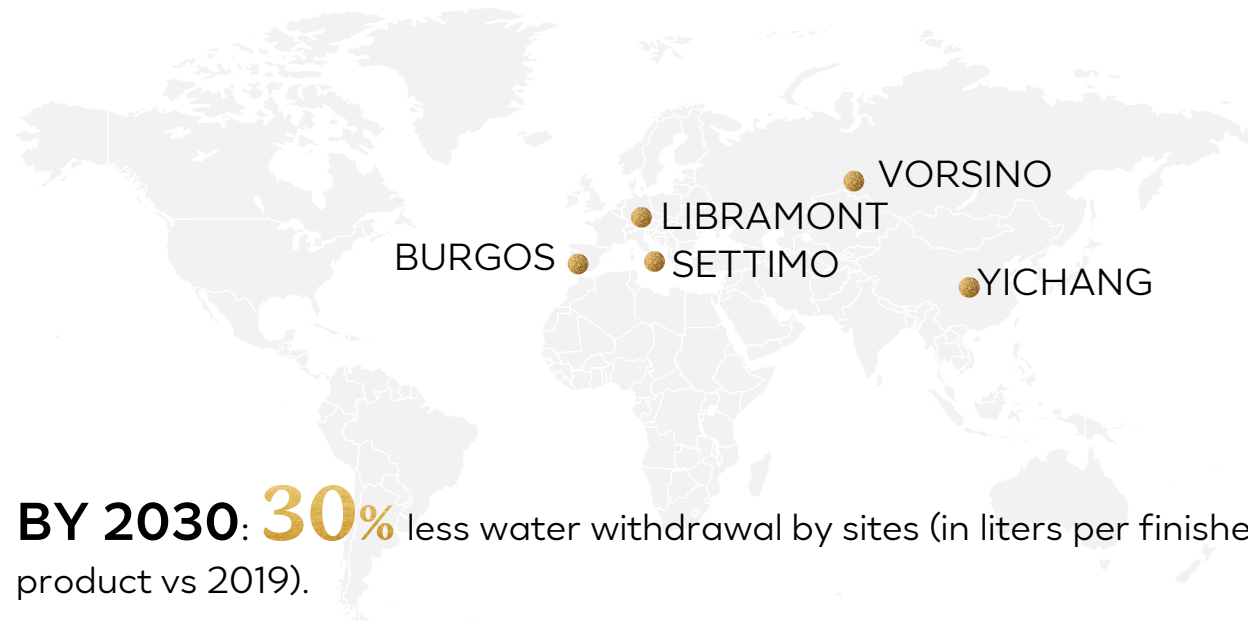 VORSINO
LIBRAMONT
BURGOS
SETTIMO
YICHANG
BY 2030: 30% less water withdrawal by sites (in liters per finishe
product vs 2019).